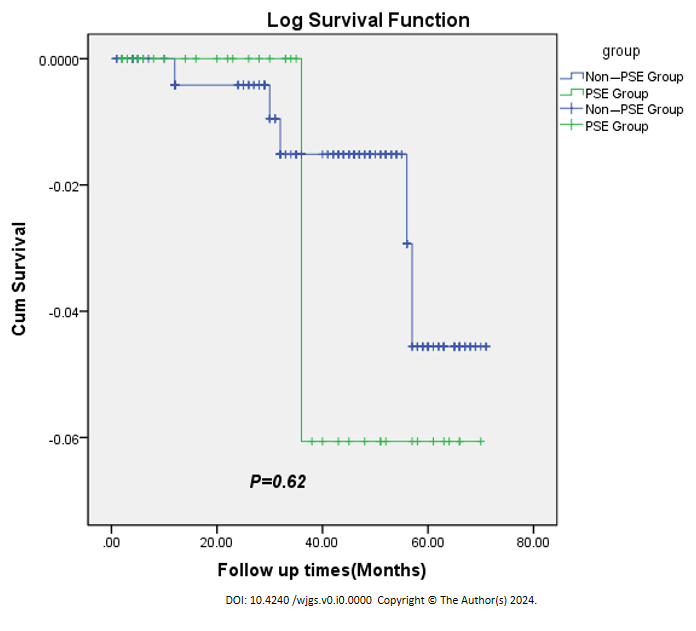 Log Survival Function
group
Non—PSE Group
PSE Group
Non—PSE Group
PSE Group
0.0000
-0.02
-0.04
-0.06
Cum Survival
P=0.62
.00 20.00 40.00 60.00 80.00
Follow up times(Months)
DOI: 10.4240 /wjgs.v0.i0.0000 Copyright © The Author(s) 2024.